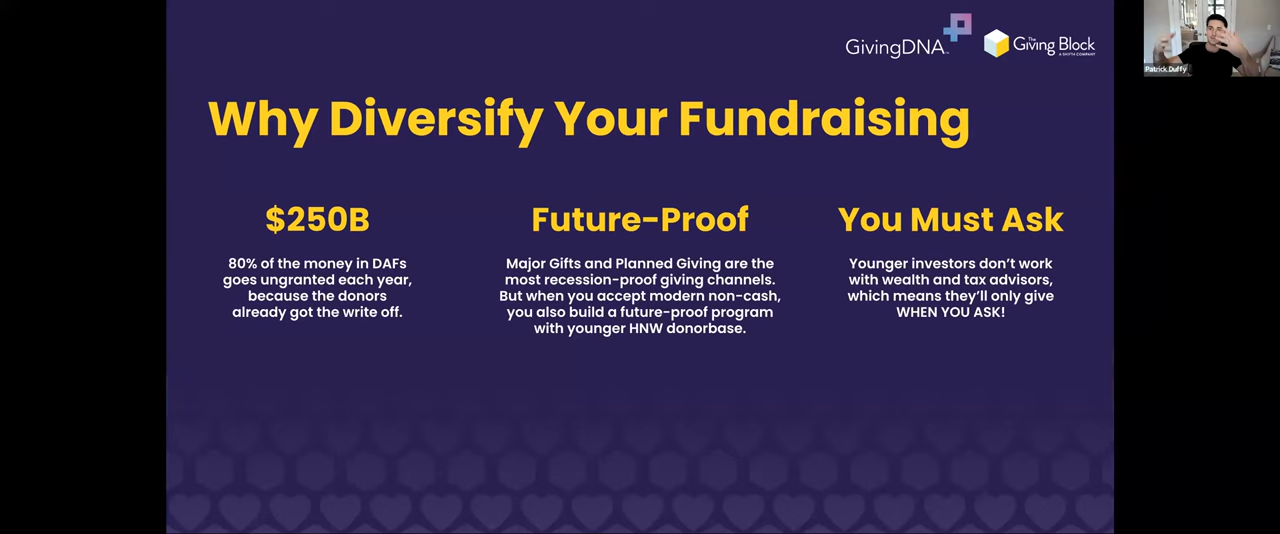 GivingDNA
The
Giving Block
A SHIFT4 COMPANY
Patrick Duffy
Why Diversify Your Fundraising
$250B
80% of the money in DAFs
goes ungranted each year,
because the donors
already got the write off.
Future-Proof
Major Gifts and Planned Giving are the
most recession-proof giving channels.
But when you accept modern non-cash,
you also build a future-proof program
with younger HNW donorbase.
You Must Ask
Younger investors don’t work
with wealth and tax advisors,
which means they’ll only give
WHEN YOU ASK!